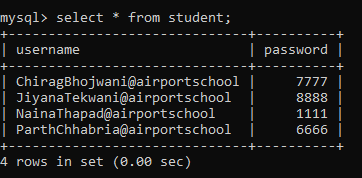 mysql> select * from student;
+----------------------------+----------+
| username                   | password |
+----------------------------+----------+
| ChiragBhojwani@airportschool |     7777 |
| JiyanaTekwani@airportschool  |     8888 |
| NainaThapad@airportschool    |     1111 |
| ParthChhabria@airportschool  |     6666 |
+----------------------------+----------+
4 rows in set (0.00 sec)